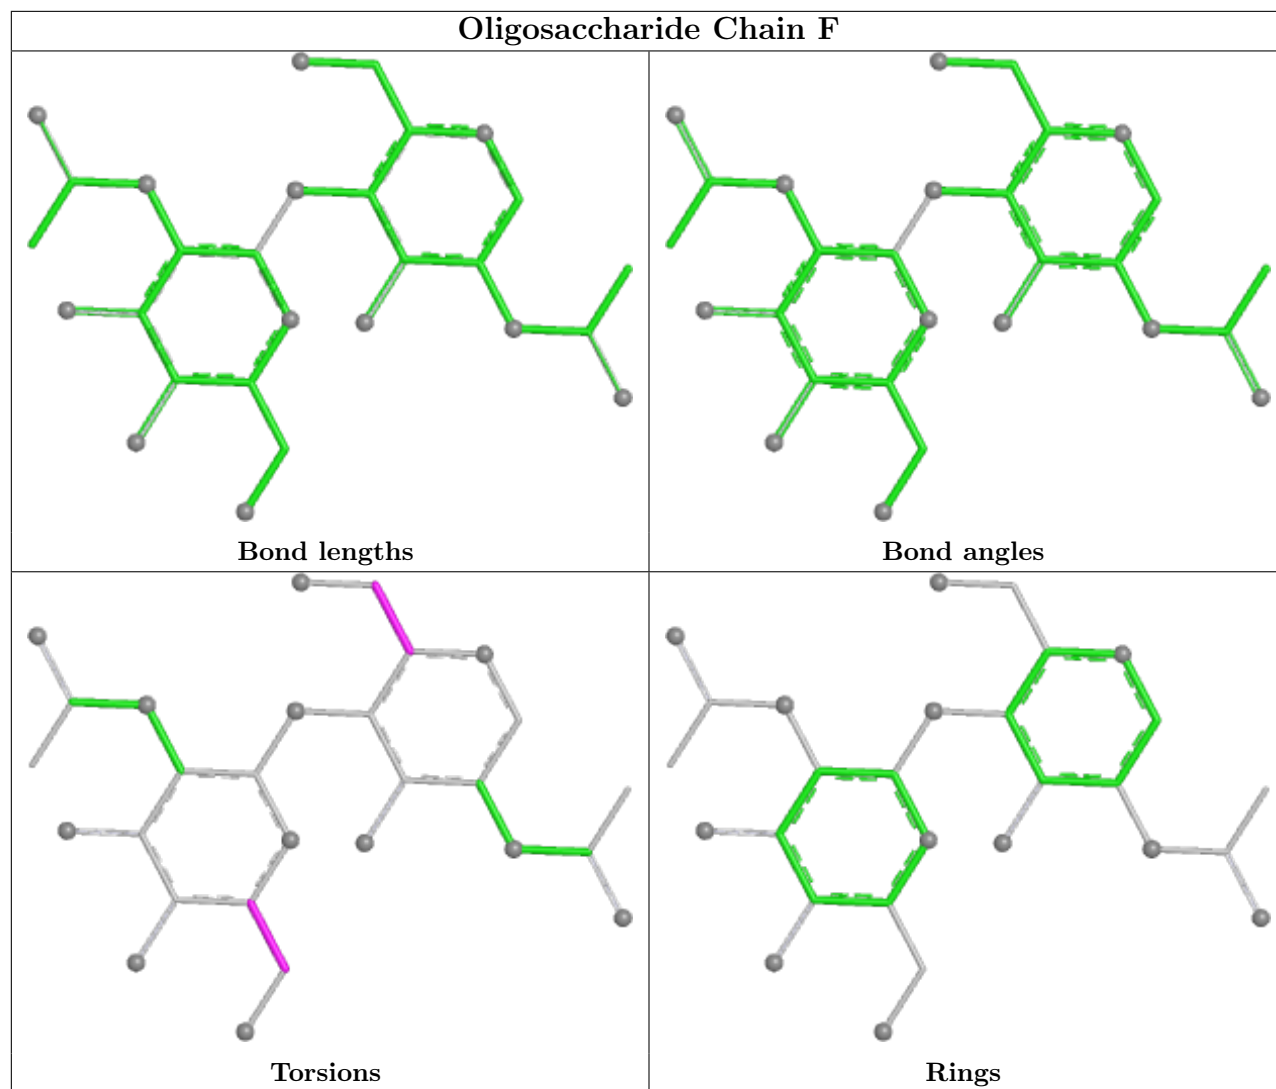 Oligosaccharide Chain F
Bond lengths
Bond angles
Torsions
Rings